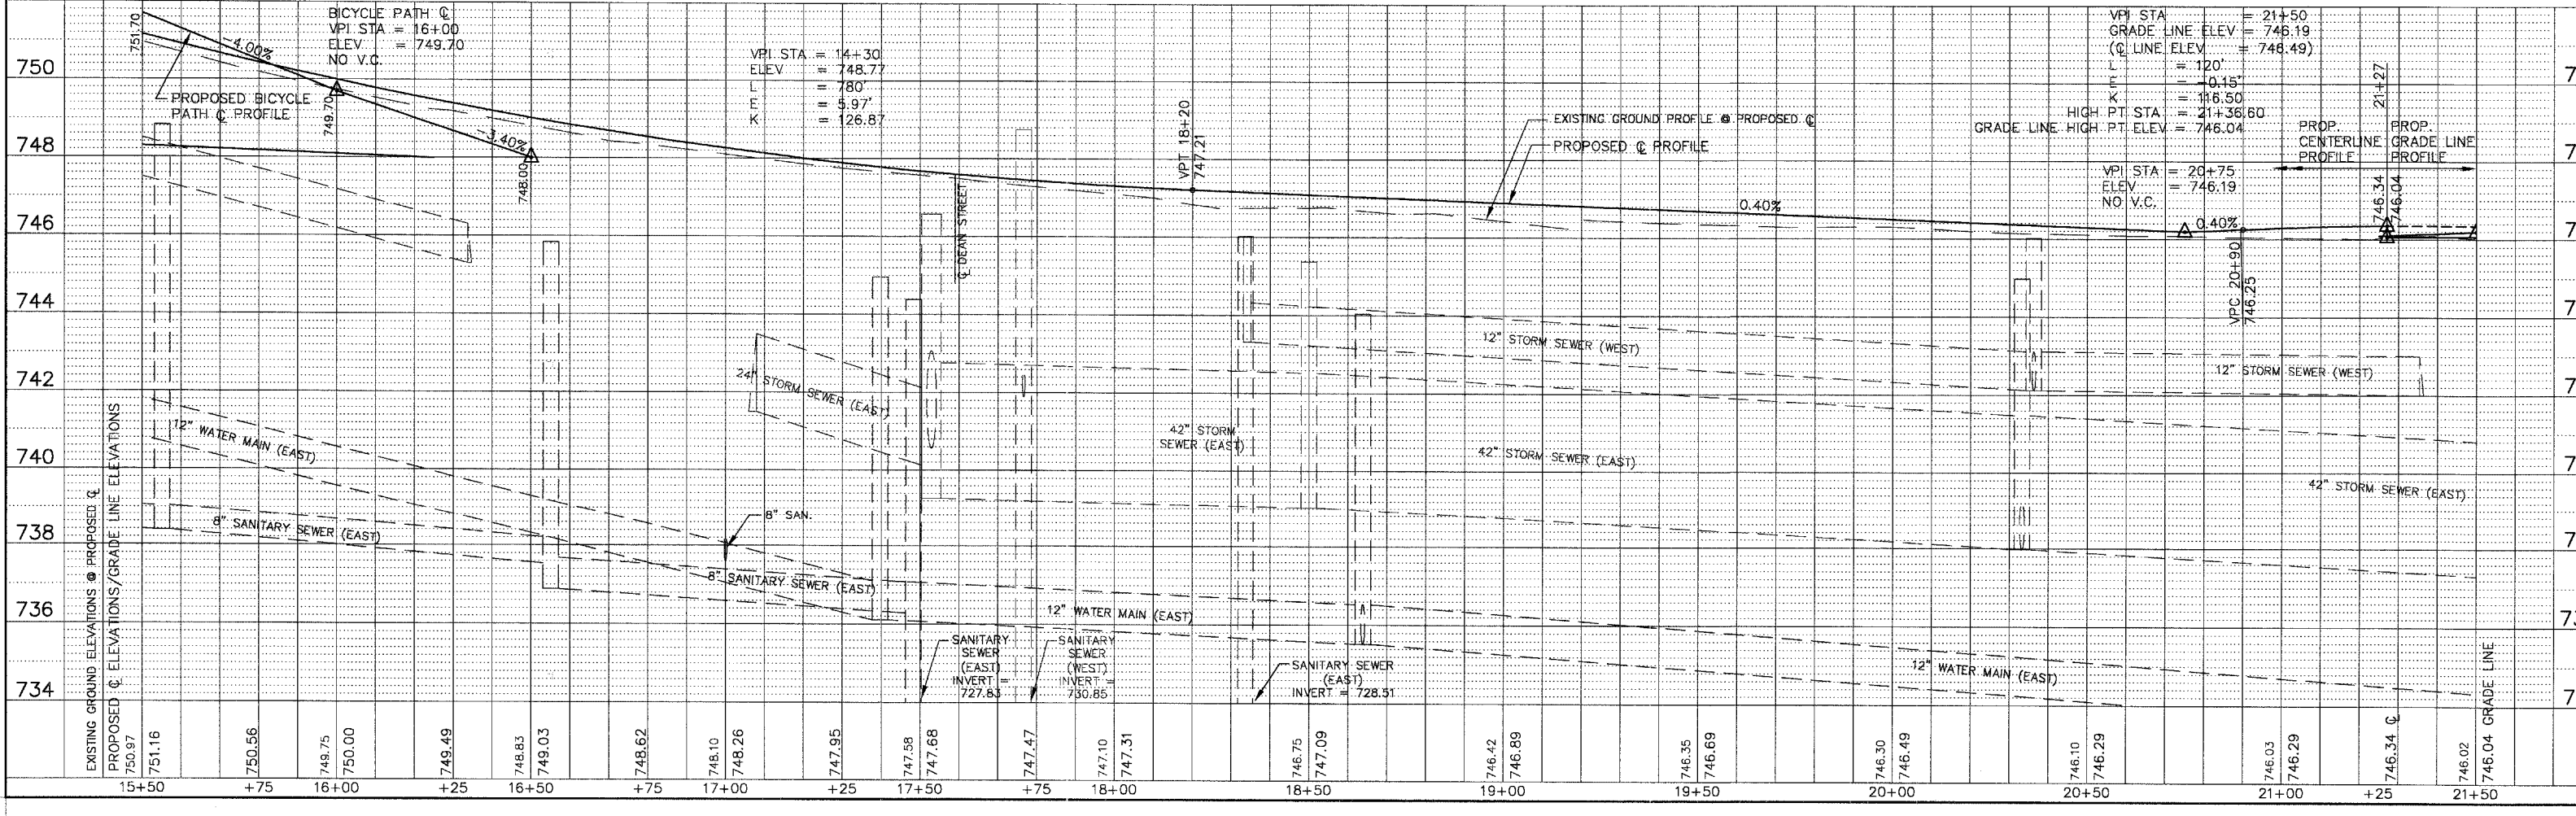 BICYCLE PATH ℄
VPI STA = 16+00
ELEV = 749.70
NO V.C.
751.70
-4.00%
PROPOSED BICYCLE
PATH ℄ PROFILE
749.70
-3.40%
748.00
VPI STA = 14+30
ELEV = 748.77
L = 780'
E = 5.97'
K = 126.87
VPT 18+20
747.21
EXISTING GROUND PROFILE @ PROPOSED ℄
PROPOSED ℄ PROFILE
0.40%
VPI STA = 21+50
GRADE LINE ELEV = 746.19
(℄ LINE ELEV = 746.49)
L = 120'
E = -0.15'
K = 116.50
HIGH PT STA = 21+36.60
GRADE LINE HIGH PT ELEV = 746.04
VPI STA = 20+75
ELEV = 746.19
NO V.C.
0.40%
VPC 20+90
746.25
21+27
PROP.
CENTERLINE
PROFILE
PROP.
GRADE LINE
PROFILE
746.34
746.04
750
748
746
744
742
740
738
736
734
℄ DEAN STREET
24" STORM SEWER (EAST)
12" STORM SEWER (WEST)
12" STORM SEWER (WEST)
42" STORM
SEWER (EAST)
42" STORM SEWER (EAST)
42" STORM SEWER (EAST)
12" WATER MAIN (EAST)
8" SANITARY SEWER (EAST)
8" SAN.
8" SANITARY SEWER (EAST)
12" WATER MAIN (EAST)
12" WATER MAIN (EAST)
SANITARY
SEWER
(EAST)
INVERT =
727.83
SANITARY
SEWER
(WEST)
INVERT =
730.85
SANITARY SEWER
(EAST)
INVERT = 728.51
EXISTING GROUND ELEVATIONS @ PROPOSED ℄
PROPOSED ℄ ELEVATIONS/GRADE LINE ELEVATIONS
750.97
751.16
750.56
749.75
750.00
749.49
748.83
749.03
748.62
748.10
748.26
747.95
747.58
747.68
747.47
747.10
747.31
746.75
747.09
746.42
746.89
746.35
746.69
746.30
746.49
746.10
746.29
746.03
746.29
746.34 ℄
746.02
746.04 GRADE LINE
15+50 +75 16+00 +25 16+50 +75 17+00 +25 17+50 +75 18+00 18+50 19+00 19+50 20+00 20+50 21+00 +25 21+50